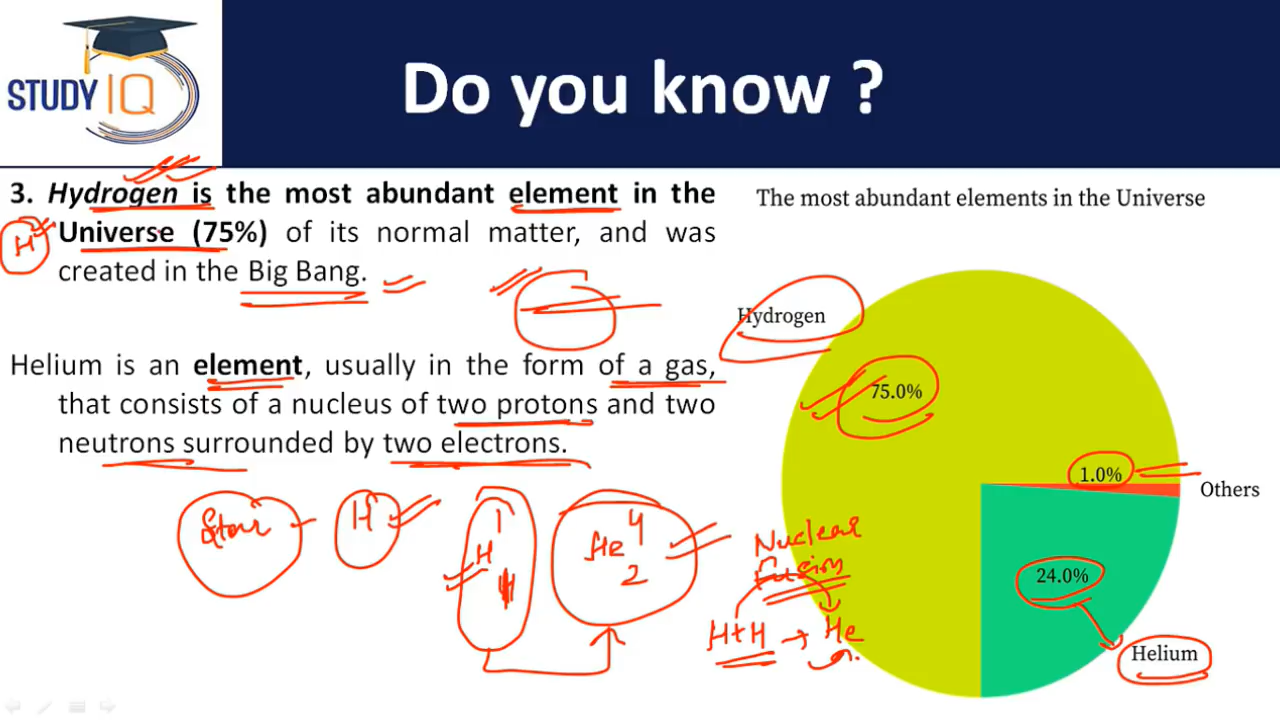 STUDY IQ
Do you know ?
3. Hydrogen is the most abundant element in the
Universe (75%) of its normal matter, and was
created in the Big Bang.
H
Helium is an element, usually in the form of a gas,
that consists of a nucleus of two protons and two
neutrons surrounded by two electrons.
Star
H
H 1
He 4
2
Nuclear
Fusion
H+H → He
The most abundant elements in the Universe
Hydrogen
75.0%
1.0%
Others
24.0%
Helium